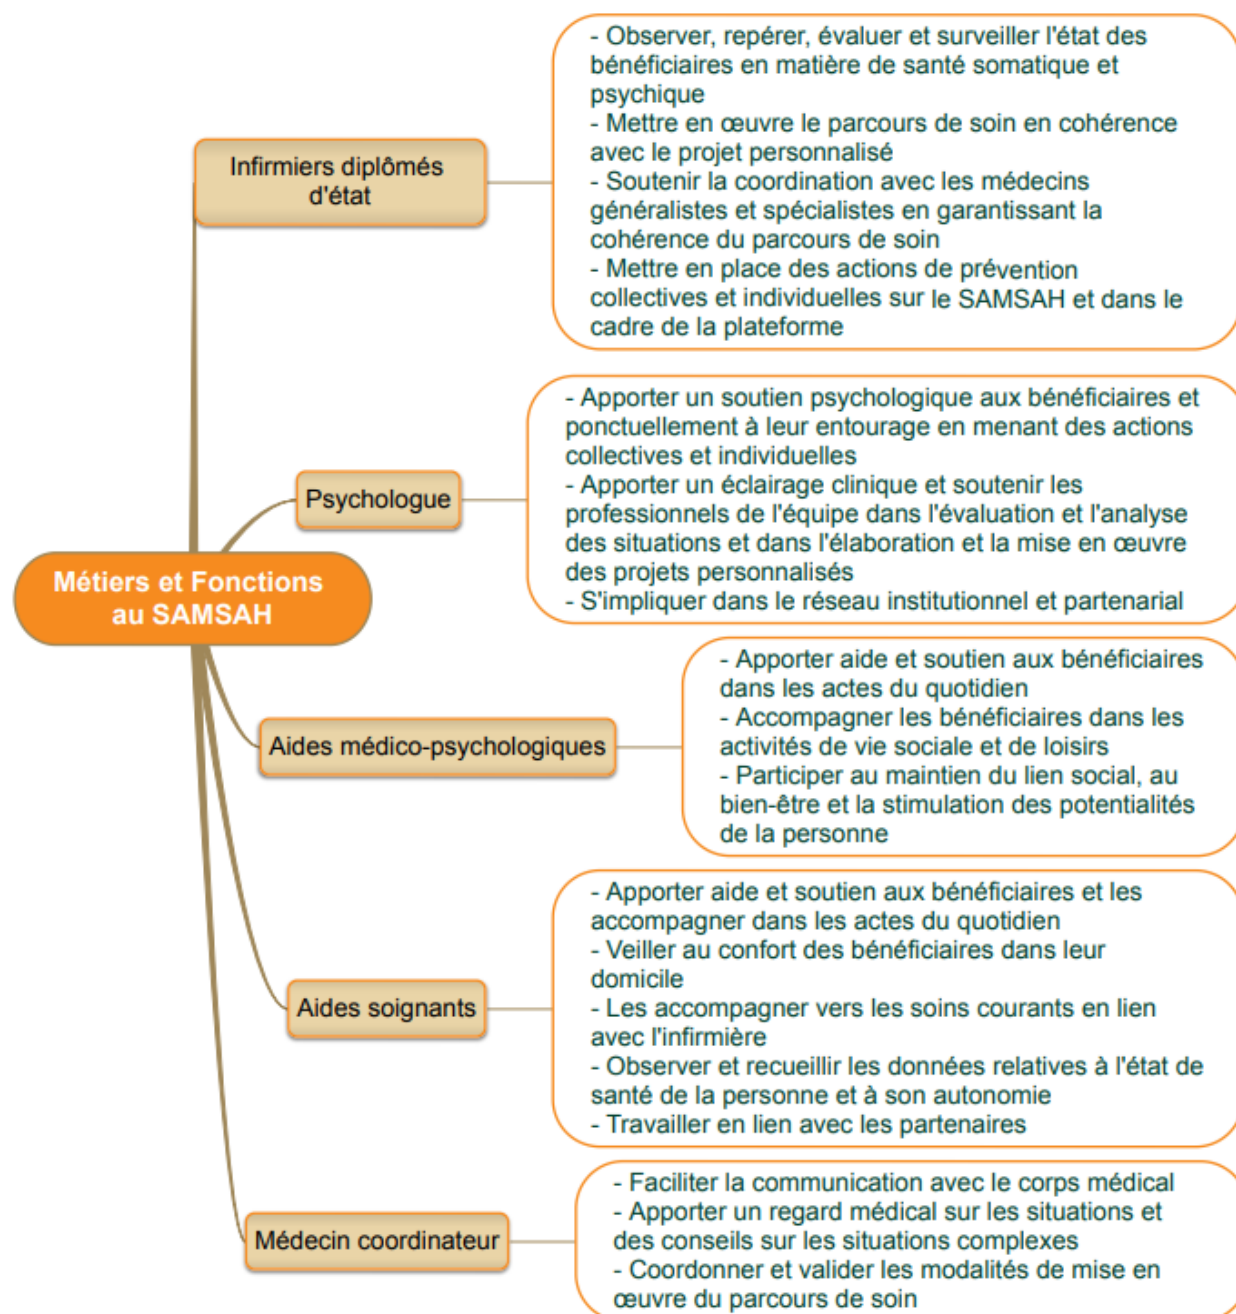 Métiers et Fonctions
au SAMSAH
Infirmiers diplômés
d'état
- Observer, repérer, évaluer et surveiller l'état des
bénéficiaires en matière de santé somatique et
psychique
- Mettre en œuvre le parcours de soin en cohérence
avec le projet personnalisé
- Soutenir la coordination avec les médecins
généralistes et spécialistes en garantissant la
cohérence du parcours de soin
- Mettre en place des actions de prévention
collectives et individuelles sur le SAMSAH et dans le
cadre de la plateforme
Psychologue
- Apporter un soutien psychologique aux bénéficiaires et
ponctuellement à leur entourage en menant des actions
collectives et individuelles
- Apporter un éclairage clinique et soutenir les
professionnels de l'équipe dans l'évaluation et l'analyse
des situations et dans l'élaboration et la mise en œuvre
des projets personnalisés
- S'impliquer dans le réseau institutionnel et partenarial
Aides médico-psychologiques
- Apporter aide et soutien aux bénéficiaires
dans les actes du quotidien
- Accompagner les bénéficiaires dans les
activités de vie sociale et de loisirs
- Participer au maintien du lien social, au
bien-être et la stimulation des potentialités
de la personne
Aides soignants
- Apporter aide et soutien aux bénéficiaires et les
accompagner dans les actes du quotidien
- Veiller au confort des bénéficiaires dans leur
domicile
- Les accompagner vers les soins courants en lien
avec l'infirmière
- Observer et recueillir les données relatives à l'état de
santé de la personne et à son autonomie
- Travailler en lien avec les partenaires
Médecin coordinateur
- Faciliter la communication avec le corps médical
- Apporter un regard médical sur les situations et
des conseils sur les situations complexes
- Coordonner et valider les modalités de mise en
œuvre du parcours de soin